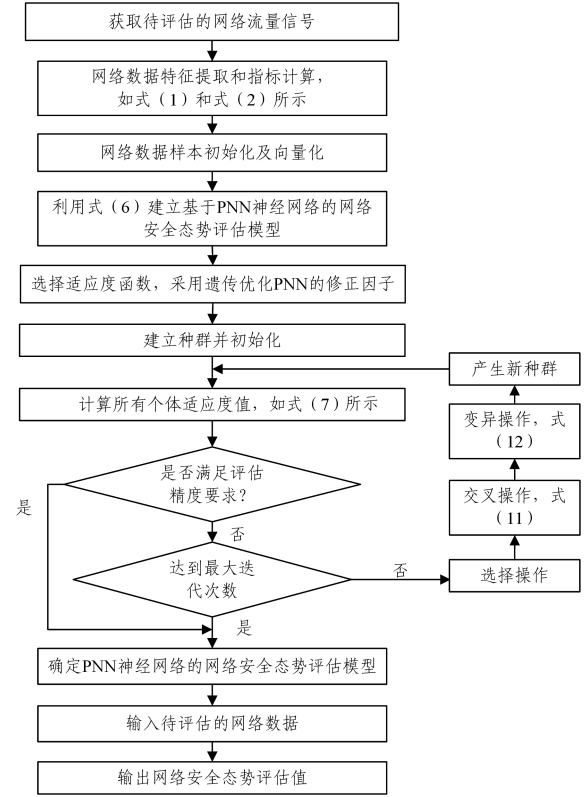 获取待评估的网络流量信号
网络数据特征提取和指标计算，
如式（1）和式（2）所示
网络数据样本初始化及向量化
利用式（6）建立基于PNN神经网络的网络
安全态势评估模型
选择适应度函数，采用遗传优化PNN的修正因子
建立种群并初始化
产生新种群
计算所有个体适应度值，如式（7）所示
变异操作，式
（12）
是否满足评估
精度要求？
是
交叉操作，式
（11）
否
达到最大迭
代次数
否
选择操作
是
确定PNN神经网络的网络安全态势评估模型
输入待评估的网络数据
输出网络安全态势评估值